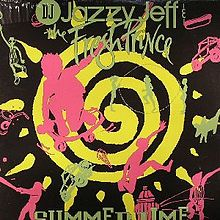 DJ Jazzy Jeff
the Fresh Prince
SUMMERTIME